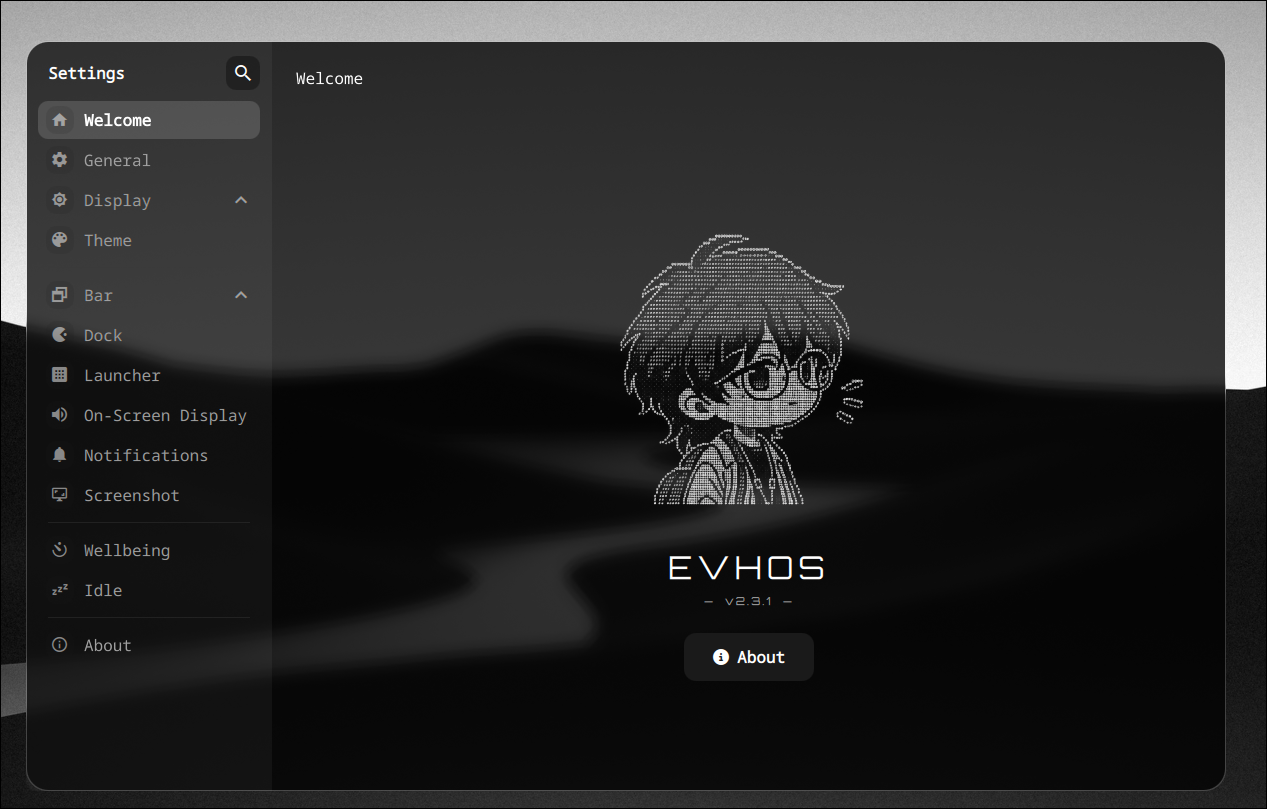 Settings
Welcome
Welcome
General
Display
Theme
Bar
Dock
Launcher
On-Screen Display
Notifications
Screenshot
Wellbeing
Idle
About
EVHOS
– v2.3.1 –
About